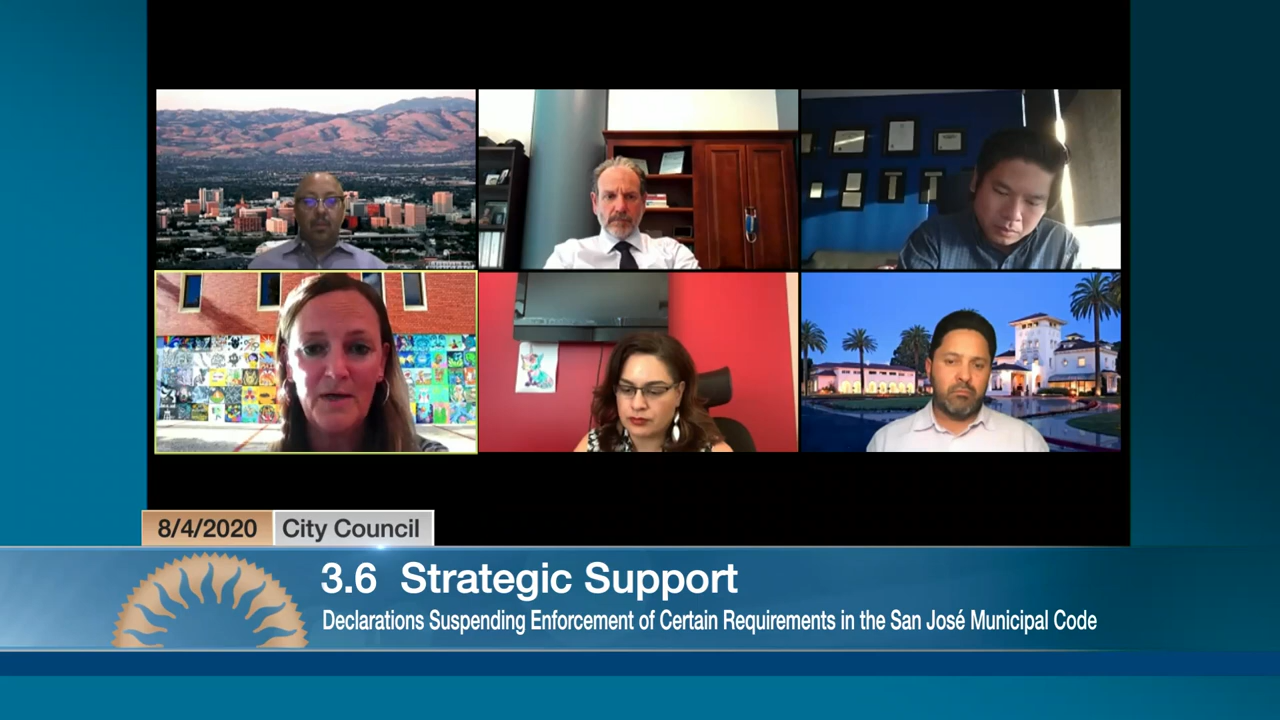 8/4/2020 City Council
3.6 Strategic Support
Declarations Suspending Enforcement of Certain Requirements in the San José Municipal Code